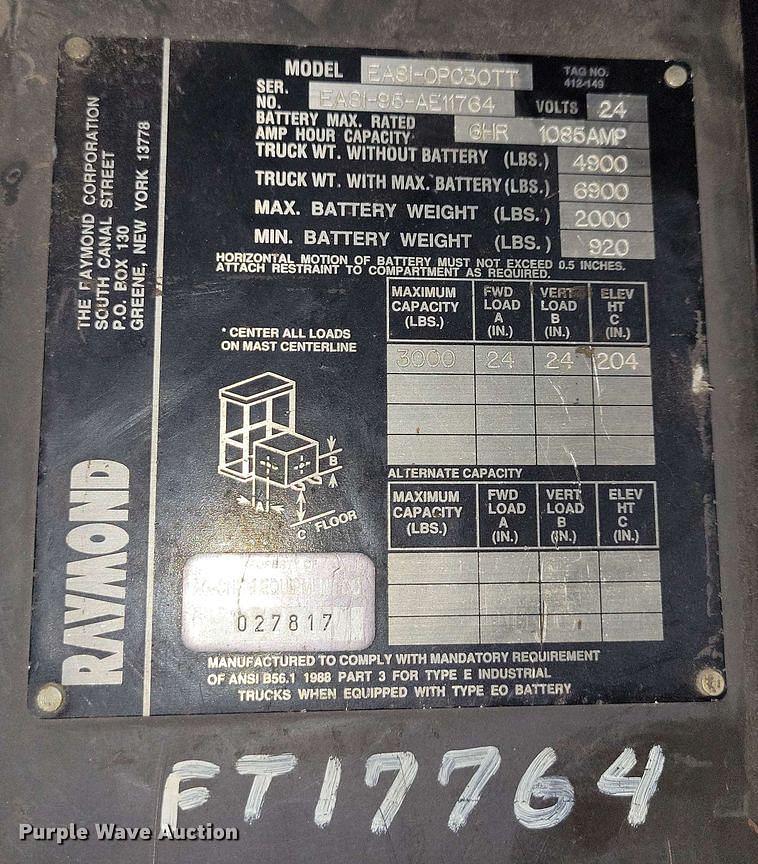 MODEL EASI-OPC30TT
TAG NO.
412-149
SER.
NO. EASI-95-AE11764 VOLTS 24
BATTERY MAX. RATED
AMP HOUR CAPACITY 6HR 1085AMP
TRUCK WT. WITHOUT BATTERY (LBS.) 4900
TRUCK WT. WITH MAX. BATTERY (LBS.) 6900
MAX. BATTERY WEIGHT (LBS.) 2000
MIN. BATTERY WEIGHT (LBS.) 920
HORIZONTAL MOTION OF BATTERY MUST NOT EXCEED 0.5 INCHES.
ATTACH RESTRAINT TO COMPARTMENT AS REQUIRED.
THE RAYMOND CORPORATION
SOUTH CANAL STREET
P.O. BOX 130
GREENE, NEW YORK 13778
RAYMOND
* CENTER ALL LOADS
ON MAST CENTERLINE
B
A
C FLOOR
MAXIMUM CAPACITY (LBS.) FWD LOAD A (IN.) VERT LOAD B (IN.) ELEV HT C (IN.)
3000 24 24 204
ALTERNATE CAPACITY
MAXIMUM CAPACITY (LBS.) FWD LOAD A (IN.) VERT LOAD B (IN.) ELEV HT C (IN.)
PROPERTY OF
027817
MANUFACTURED TO COMPLY WITH MANDATORY REQUIREMENT
OF ANSI B56.1 1988 PART 3 FOR TYPE E INDUSTRIAL
TRUCKS WHEN EQUIPPED WITH TYPE EO BATTERY
FT17764
Purple Wave Auction